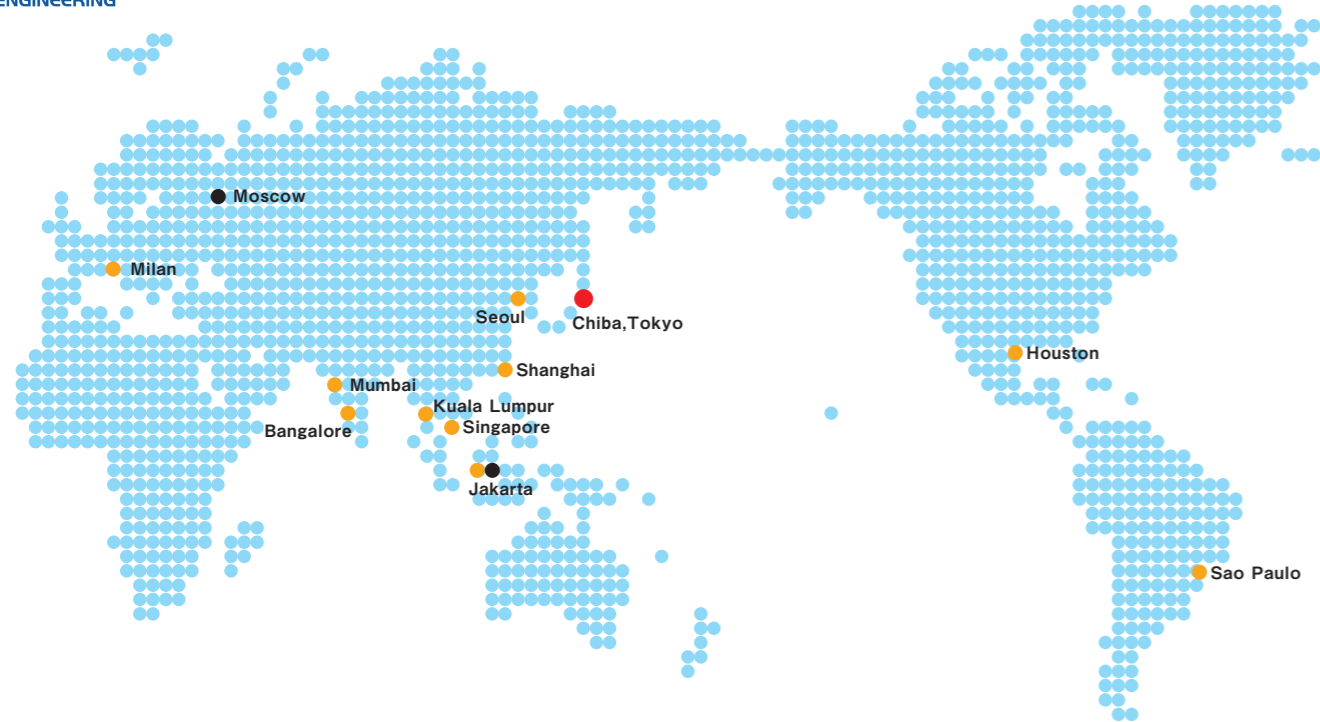 ENGINEERING
Moscow
Milan
Seoul
Chiba,Tokyo
Houston
Shanghai
Mumbai
Kuala Lumpur
Bangalore
Singapore
Jakarta
Sao Paulo